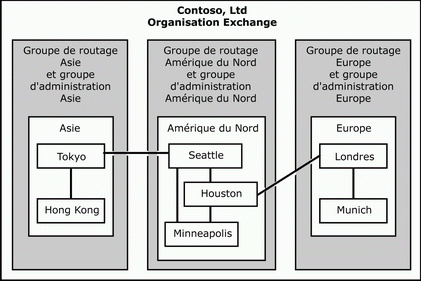 Contoso, Ltd
Organisation Exchange
Groupe de routage
Asie
et groupe
d'administration
Asie
Groupe de routage
Amérique du Nord
et groupe
d'administration
Amérique du Nord
Groupe de routage
Europe
et groupe
d'administration
Europe
Asie
Tokyo
Hong Kong
Amérique du Nord
Seattle
Houston
Minneapolis
Europe
Londres
Munich